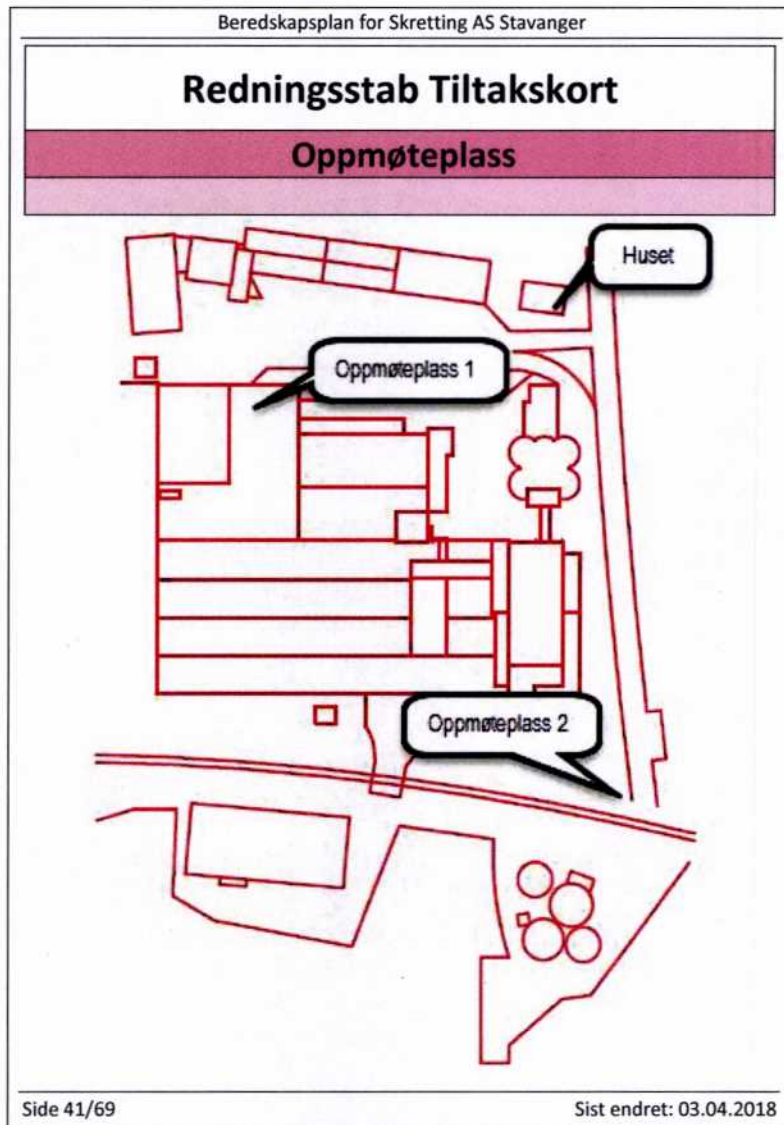 Beredskapsplan for Skretting AS Stavanger
Redningsstab Tiltakskort
Oppmøteplass
Huset
Oppmøteplass 1
Oppmøteplass 2
Side 41/69
Sist endret: 03.04.2018